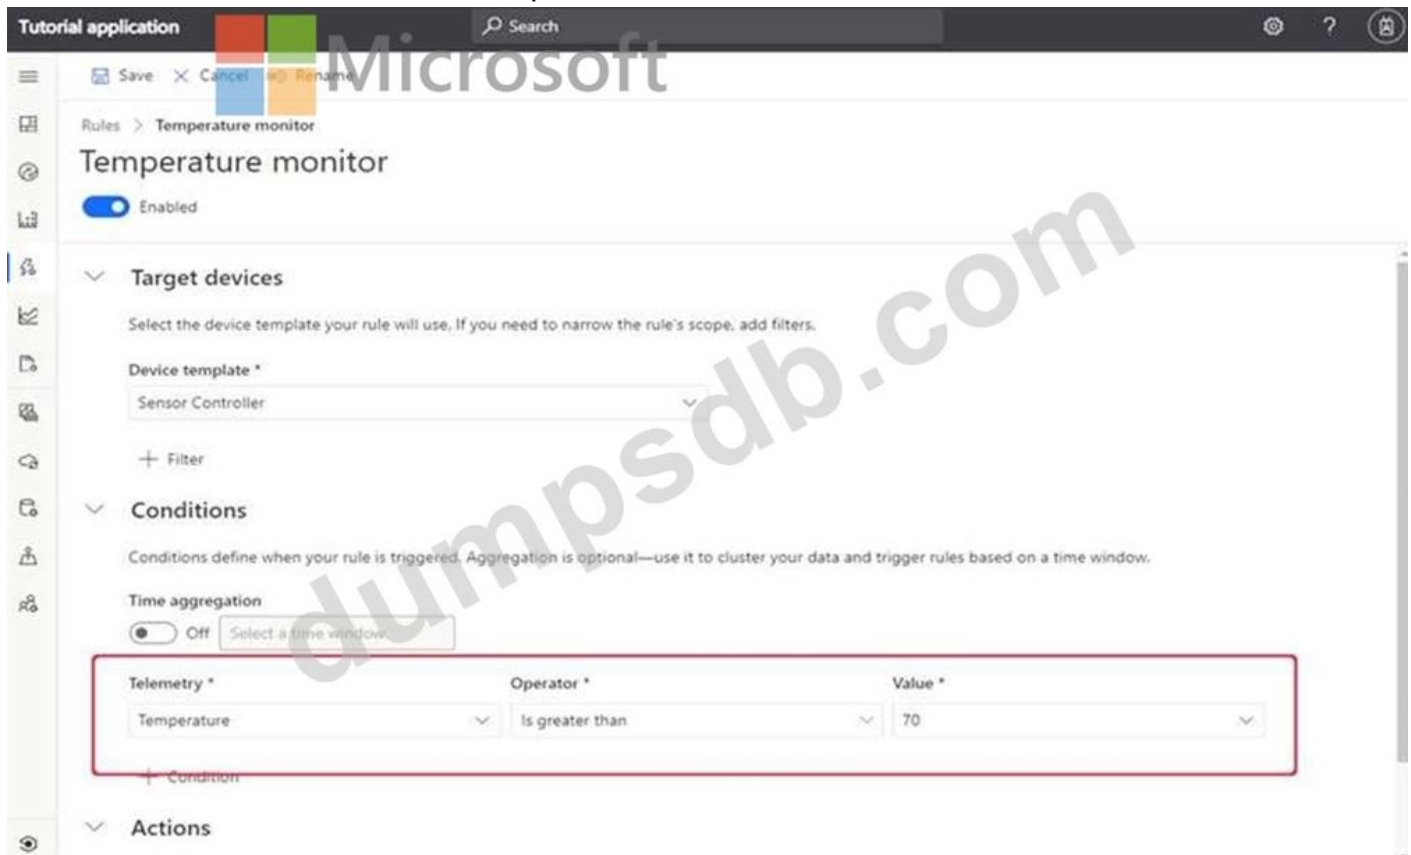 Tutorial application
Search
?
Microsoft
Save
Cancel
Rename
Rules > Temperature monitor
Temperature monitor
Enabled
Target devices
Select the device template your rule will use. If you need to narrow the rule's scope, add filters.
Device template *
Sensor Controller
+ Filter
Conditions
Conditions define when your rule is triggered. Aggregation is optional—use it to cluster your data and trigger rules based on a time window.
Time aggregation
Off Select a time window
Telemetry * Operator * Value *
Temperature Is greater than 70
+ Condition
Actions
dumpsdb.com